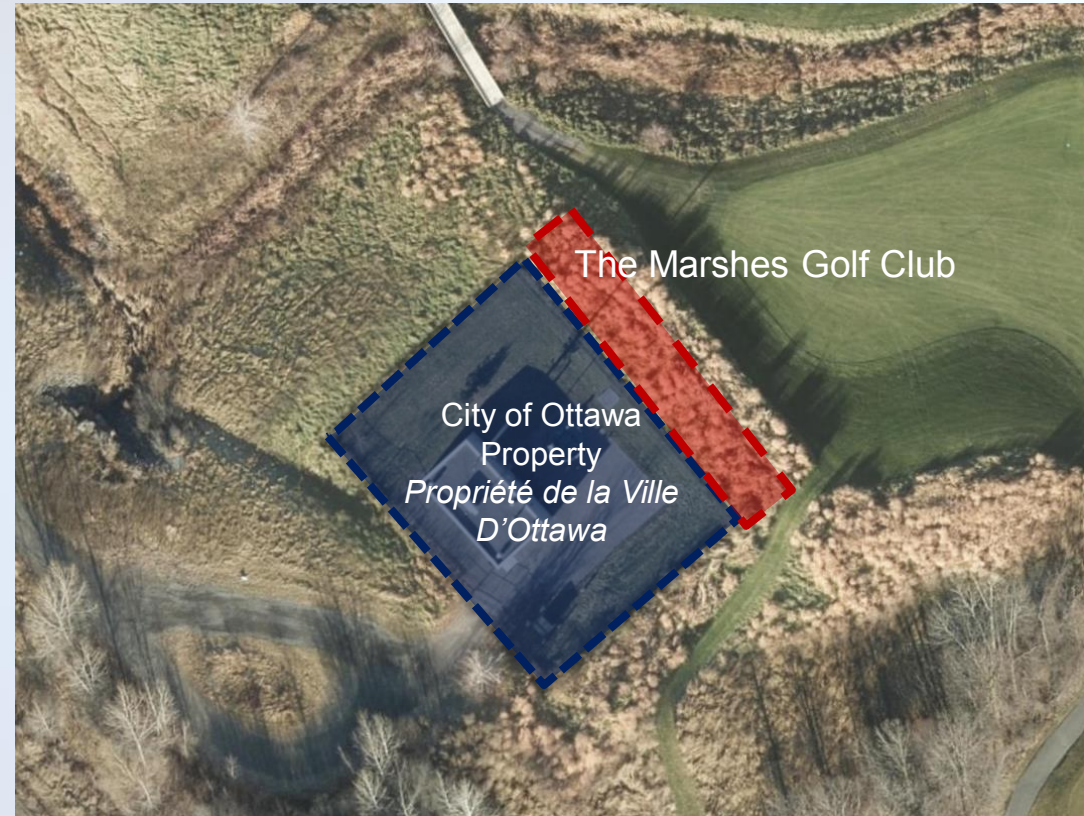 The Marshes Golf Club
City of Ottawa
Property
Propriété de la Ville
D’Ottawa